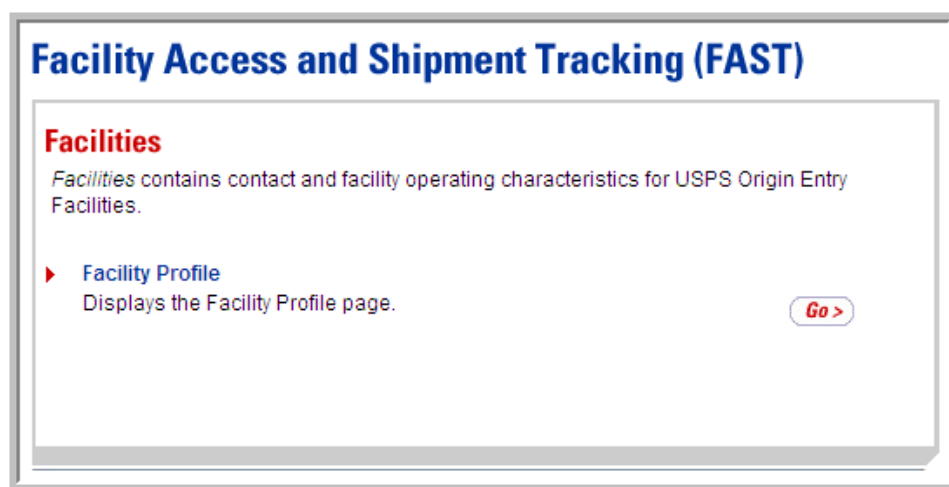 Facility Access and Shipment Tracking (FAST)
Facilities
Facilities contains contact and facility operating characteristics for USPS Origin Entry
Facilities.
Facility Profile
Displays the Facility Profile page.
Go >